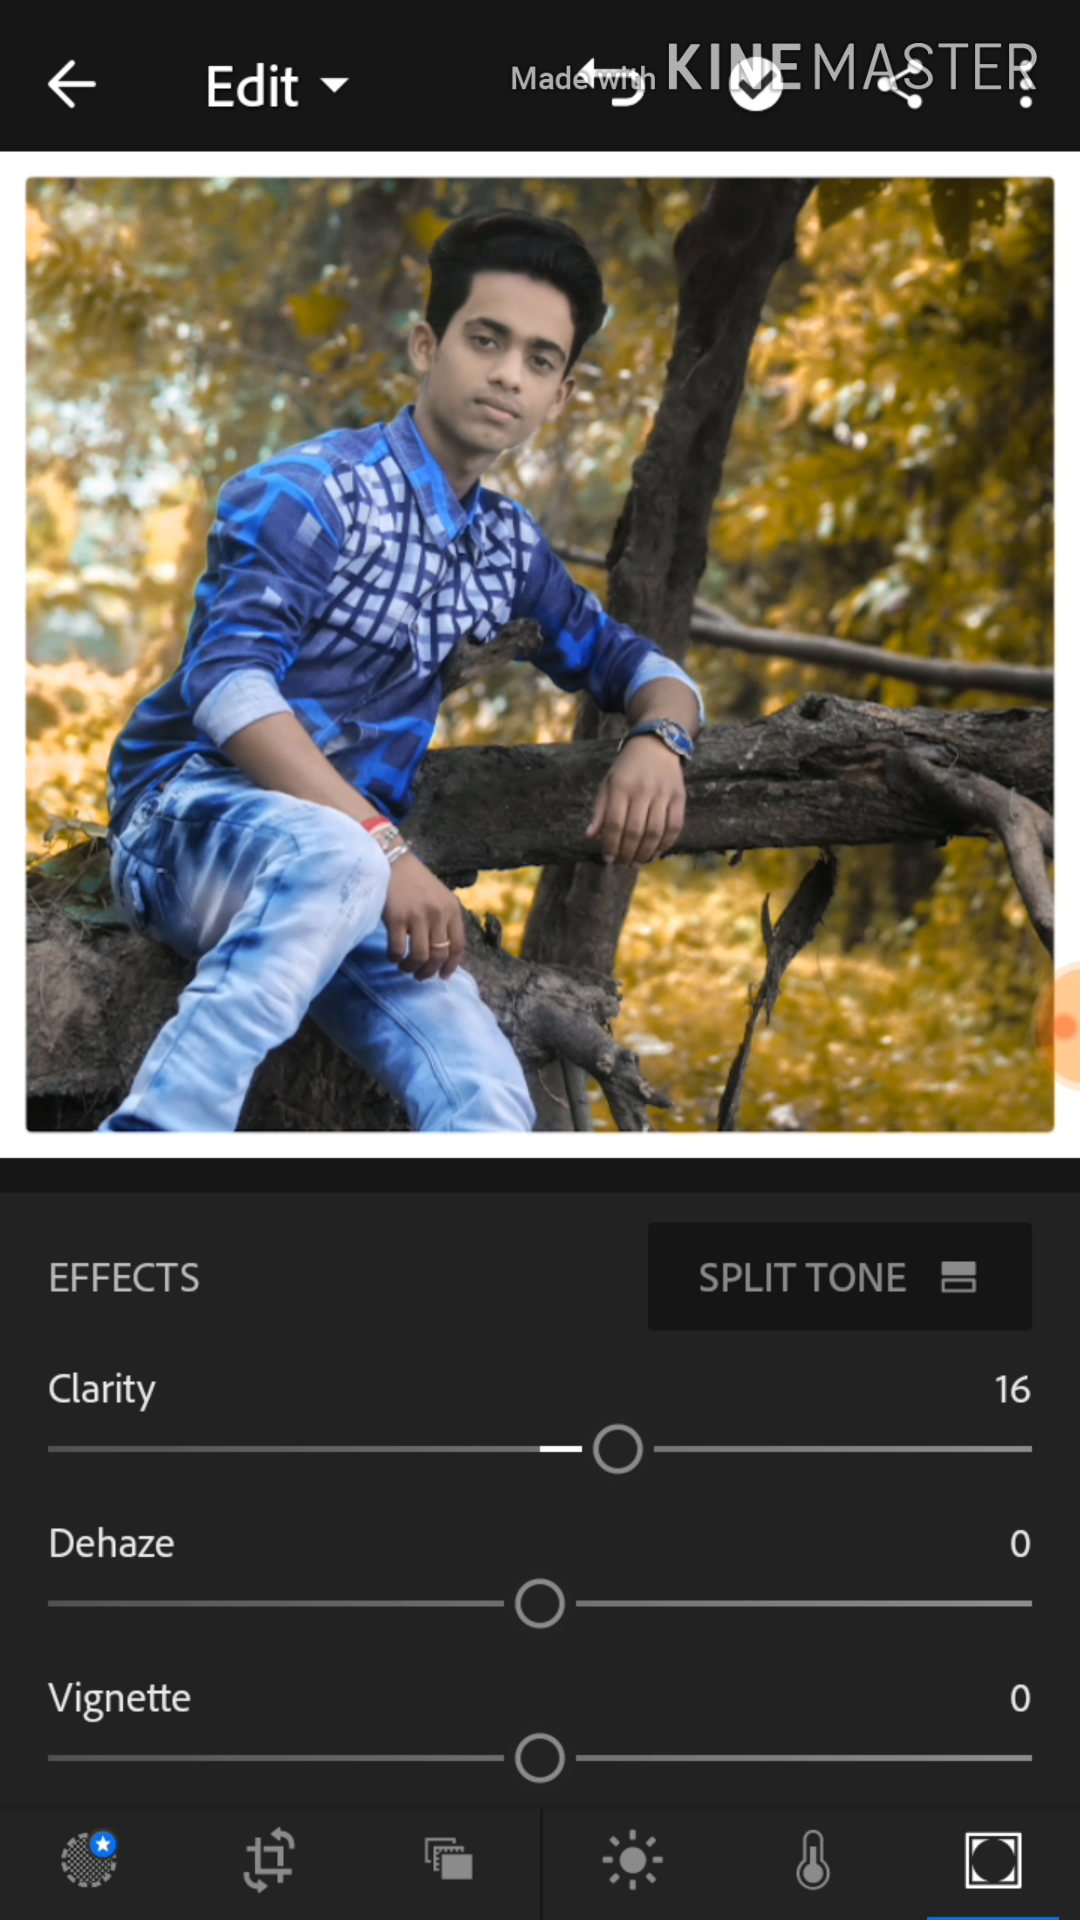 Edit
Made with KINEMASTER
EFFECTS
SPLIT TONE
Clarity 16
Dehaze 0
Vignette 0